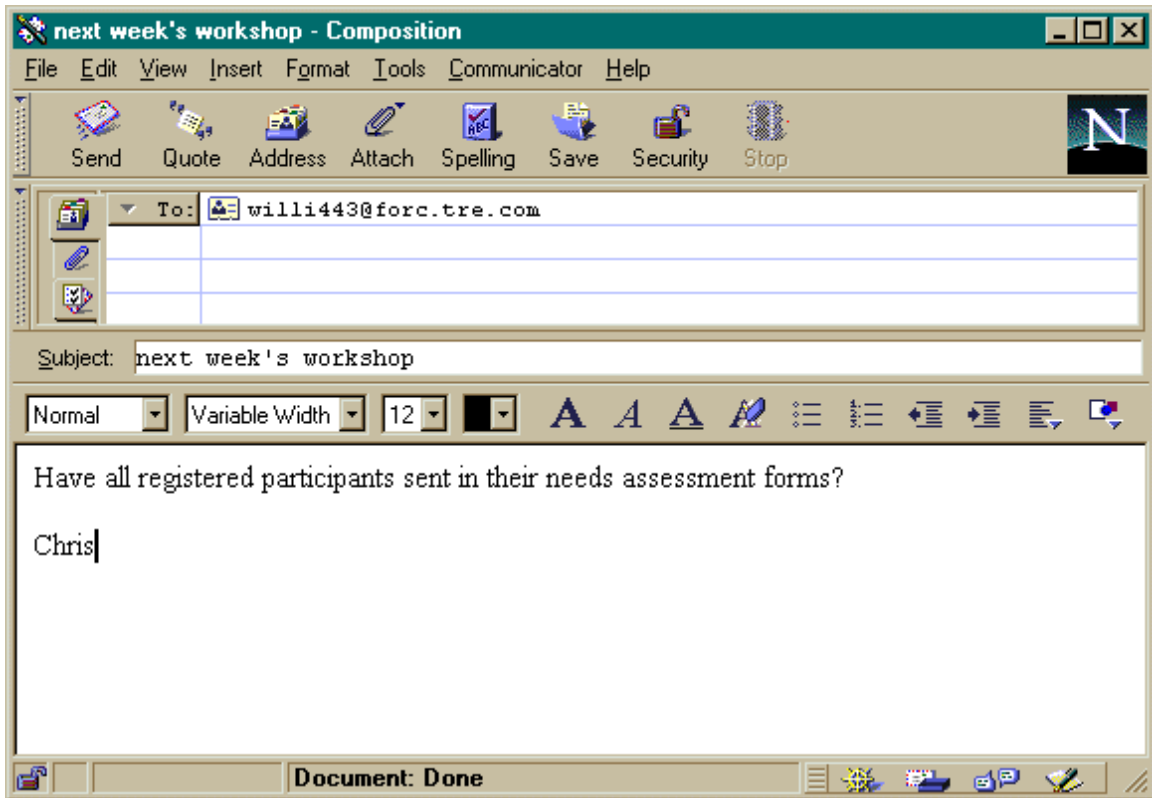 next week's workshop - Composition
File Edit View Insert Format Tools Communicator Help
Send Quote Address Attach Spelling Save Security Stop
N
To: willi443@forc.tre.com
Subject: next week's workshop
Normal Variable Width 12 A A A
Have all registered participants sent in their needs assessment forms?
Chris
Document: Done